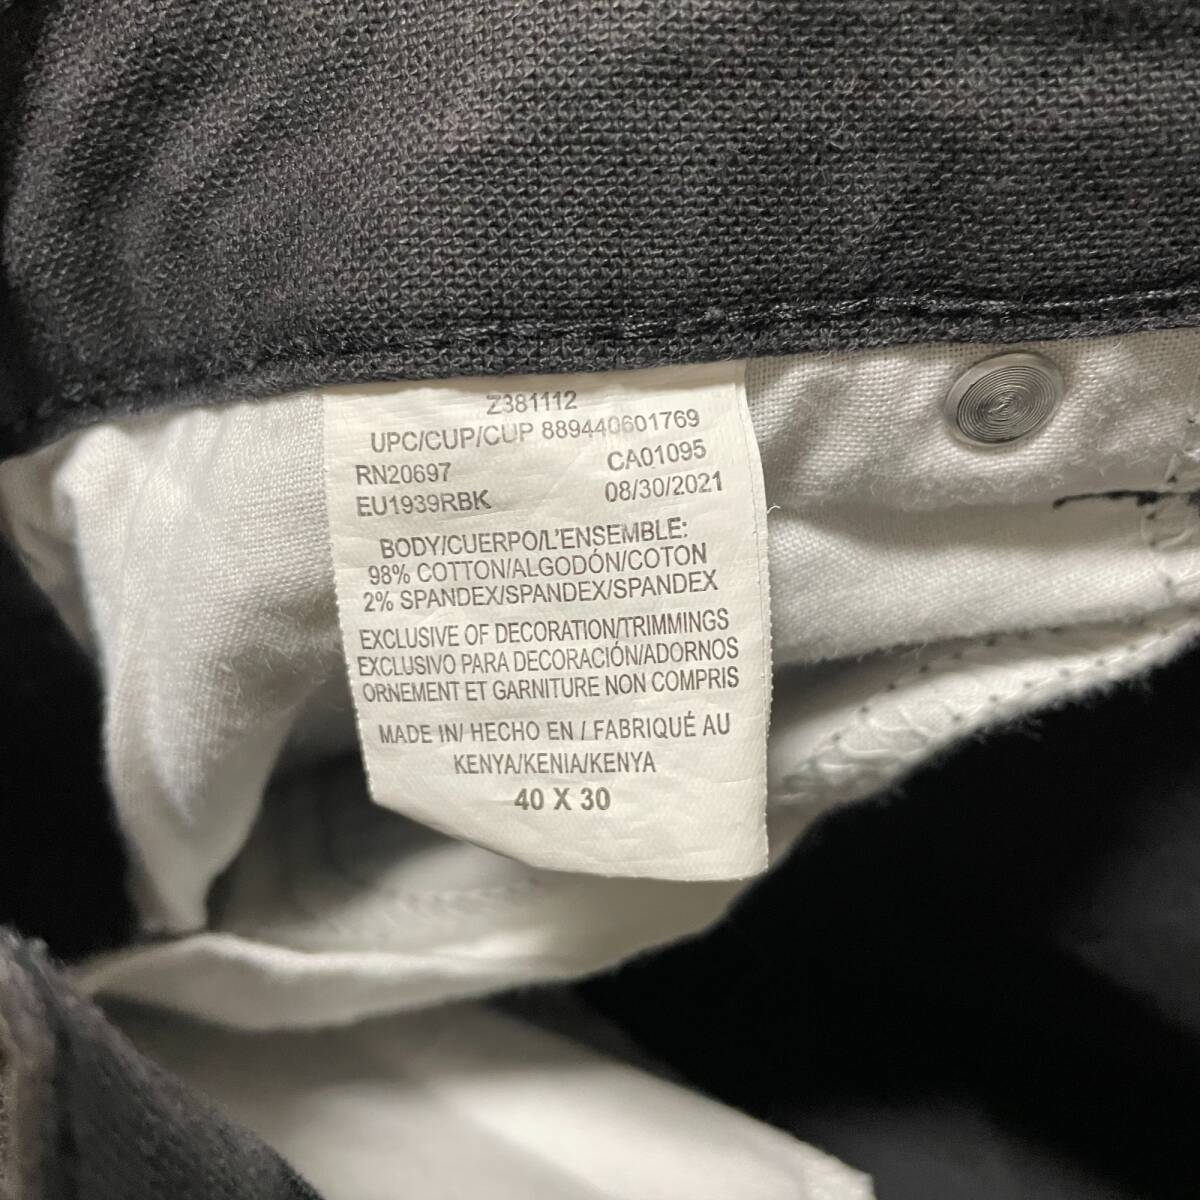 Z381112
UPC/CUP/CUP 889440601769
RN20697 CA01095
EU1939RBK 08/30/2021
BODY/CUERPO/L'ENSEMBLE:
98% COTTON/ALGODÓN/COTON
2% SPANDEX/SPANDEX/SPANDEX
EXCLUSIVE OF DECORATION/TRIMMINGS
EXCLUSIVO PARA DECORACIÓN/ADORNOS
ORNEMENT ET GARNITURE NON COMPRIS
MADE IN/ HECHO EN / FABRIQUÉ AU
KENYA/KENIA/KENYA
40 X 30